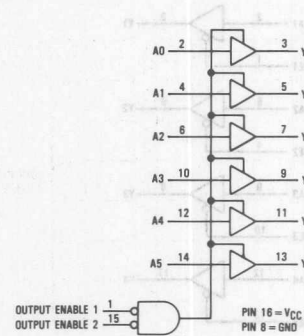 A0 2 3 Y
A1 4 5 Y
A2 6 7 Y
A3 10 9 Y
A4 12 11 Y
A5 14 13 Y
OUTPUT ENABLE 1 1
OUTPUT ENABLE 2 15
PIN 16 = VCC
PIN 8 = GND